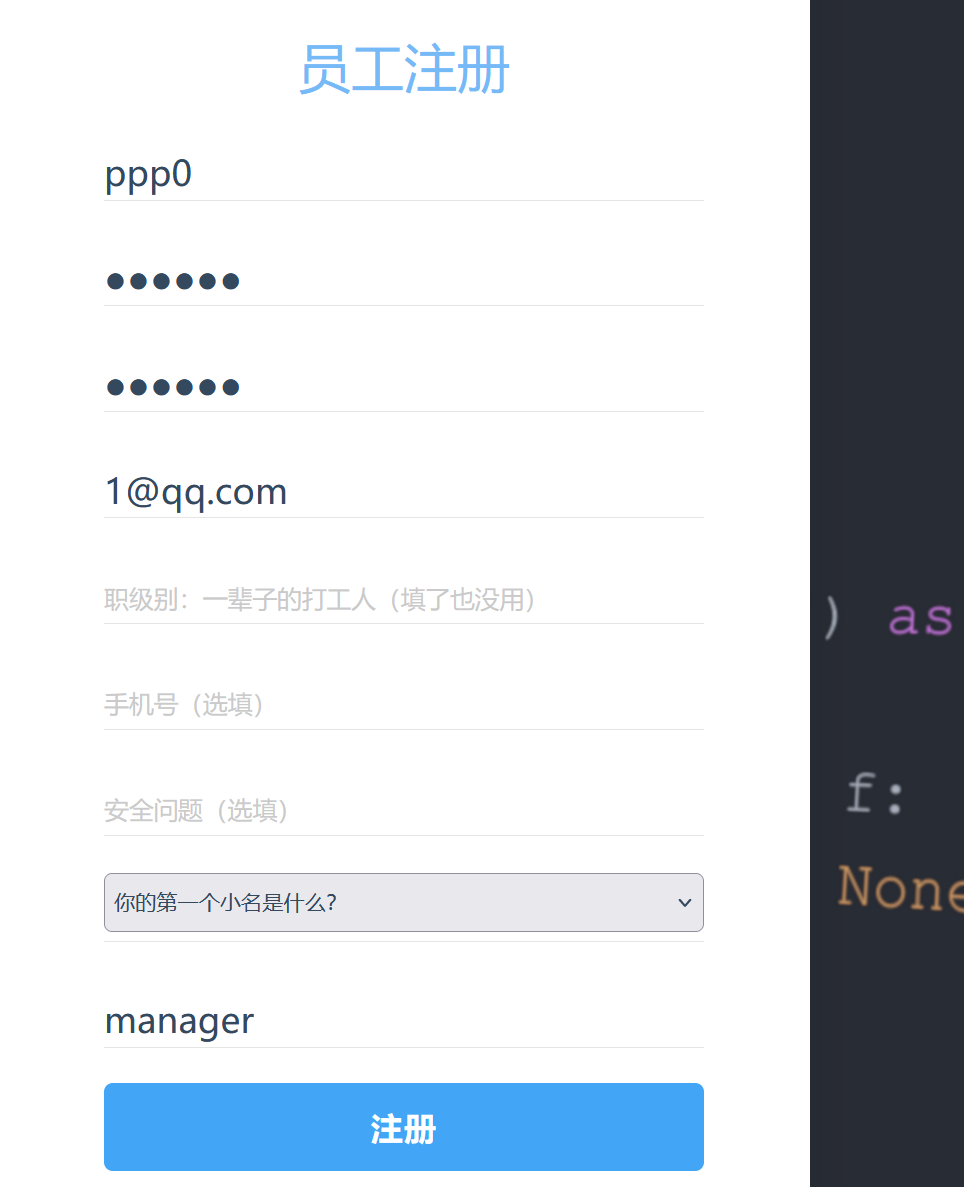 员工注册
ppp0
●●●●●●
●●●●●●
1@qq.com
职级别：一辈子的打工人（填了也没用）
手机号（选填）
) as
安全问题（选填）
f:
你的第一个小名是什么?
None
manager
注册